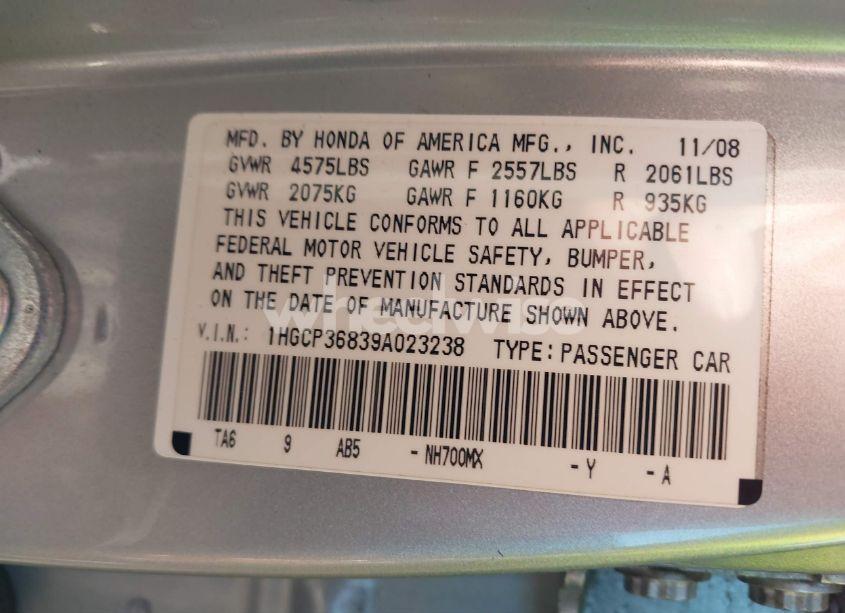 MFD. BY HONDA OF AMERICA MFG., INC. 11/08
GVWR 4575LBS GAWR F 2557LBS R 2061LBS
GVWR 2075KG GAWR F 1160KG R 935KG
THIS VEHICLE CONFORMS TO ALL APPLICABLE
FEDERAL MOTOR VEHICLE SAFETY, BUMPER,
AND THEFT PREVENTION STANDARDS IN EFFECT
ON THE DATE OF MANUFACTURE SHOWN ABOVE.
V.I.N.: 1HGCP36839A023238 TYPE: PASSENGER CAR
TA6 9 AB5 - NH700MX - Y - A